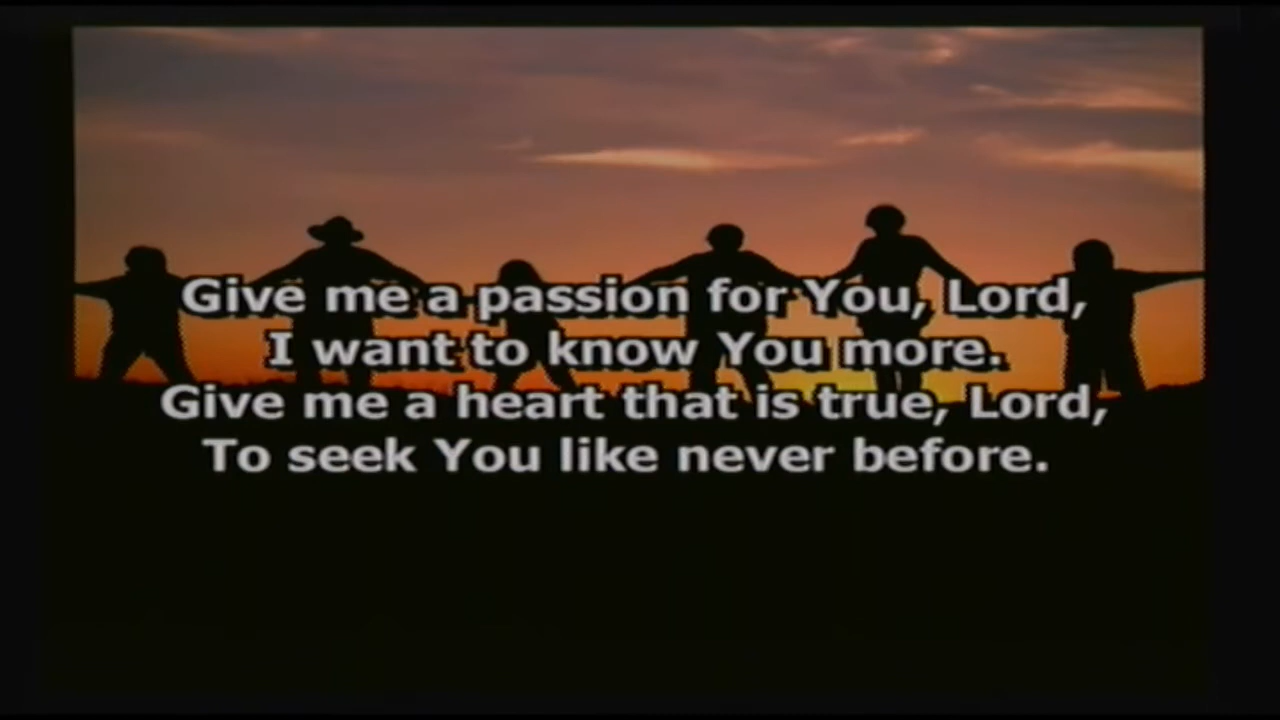 Give me a passion for You, Lord,
I want to know You more.
Give me a heart that is true, Lord,
To seek You like never before.